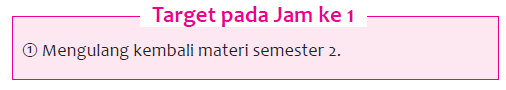 Target pada Jam ke 1
① Mengulang kembali materi semester 2.